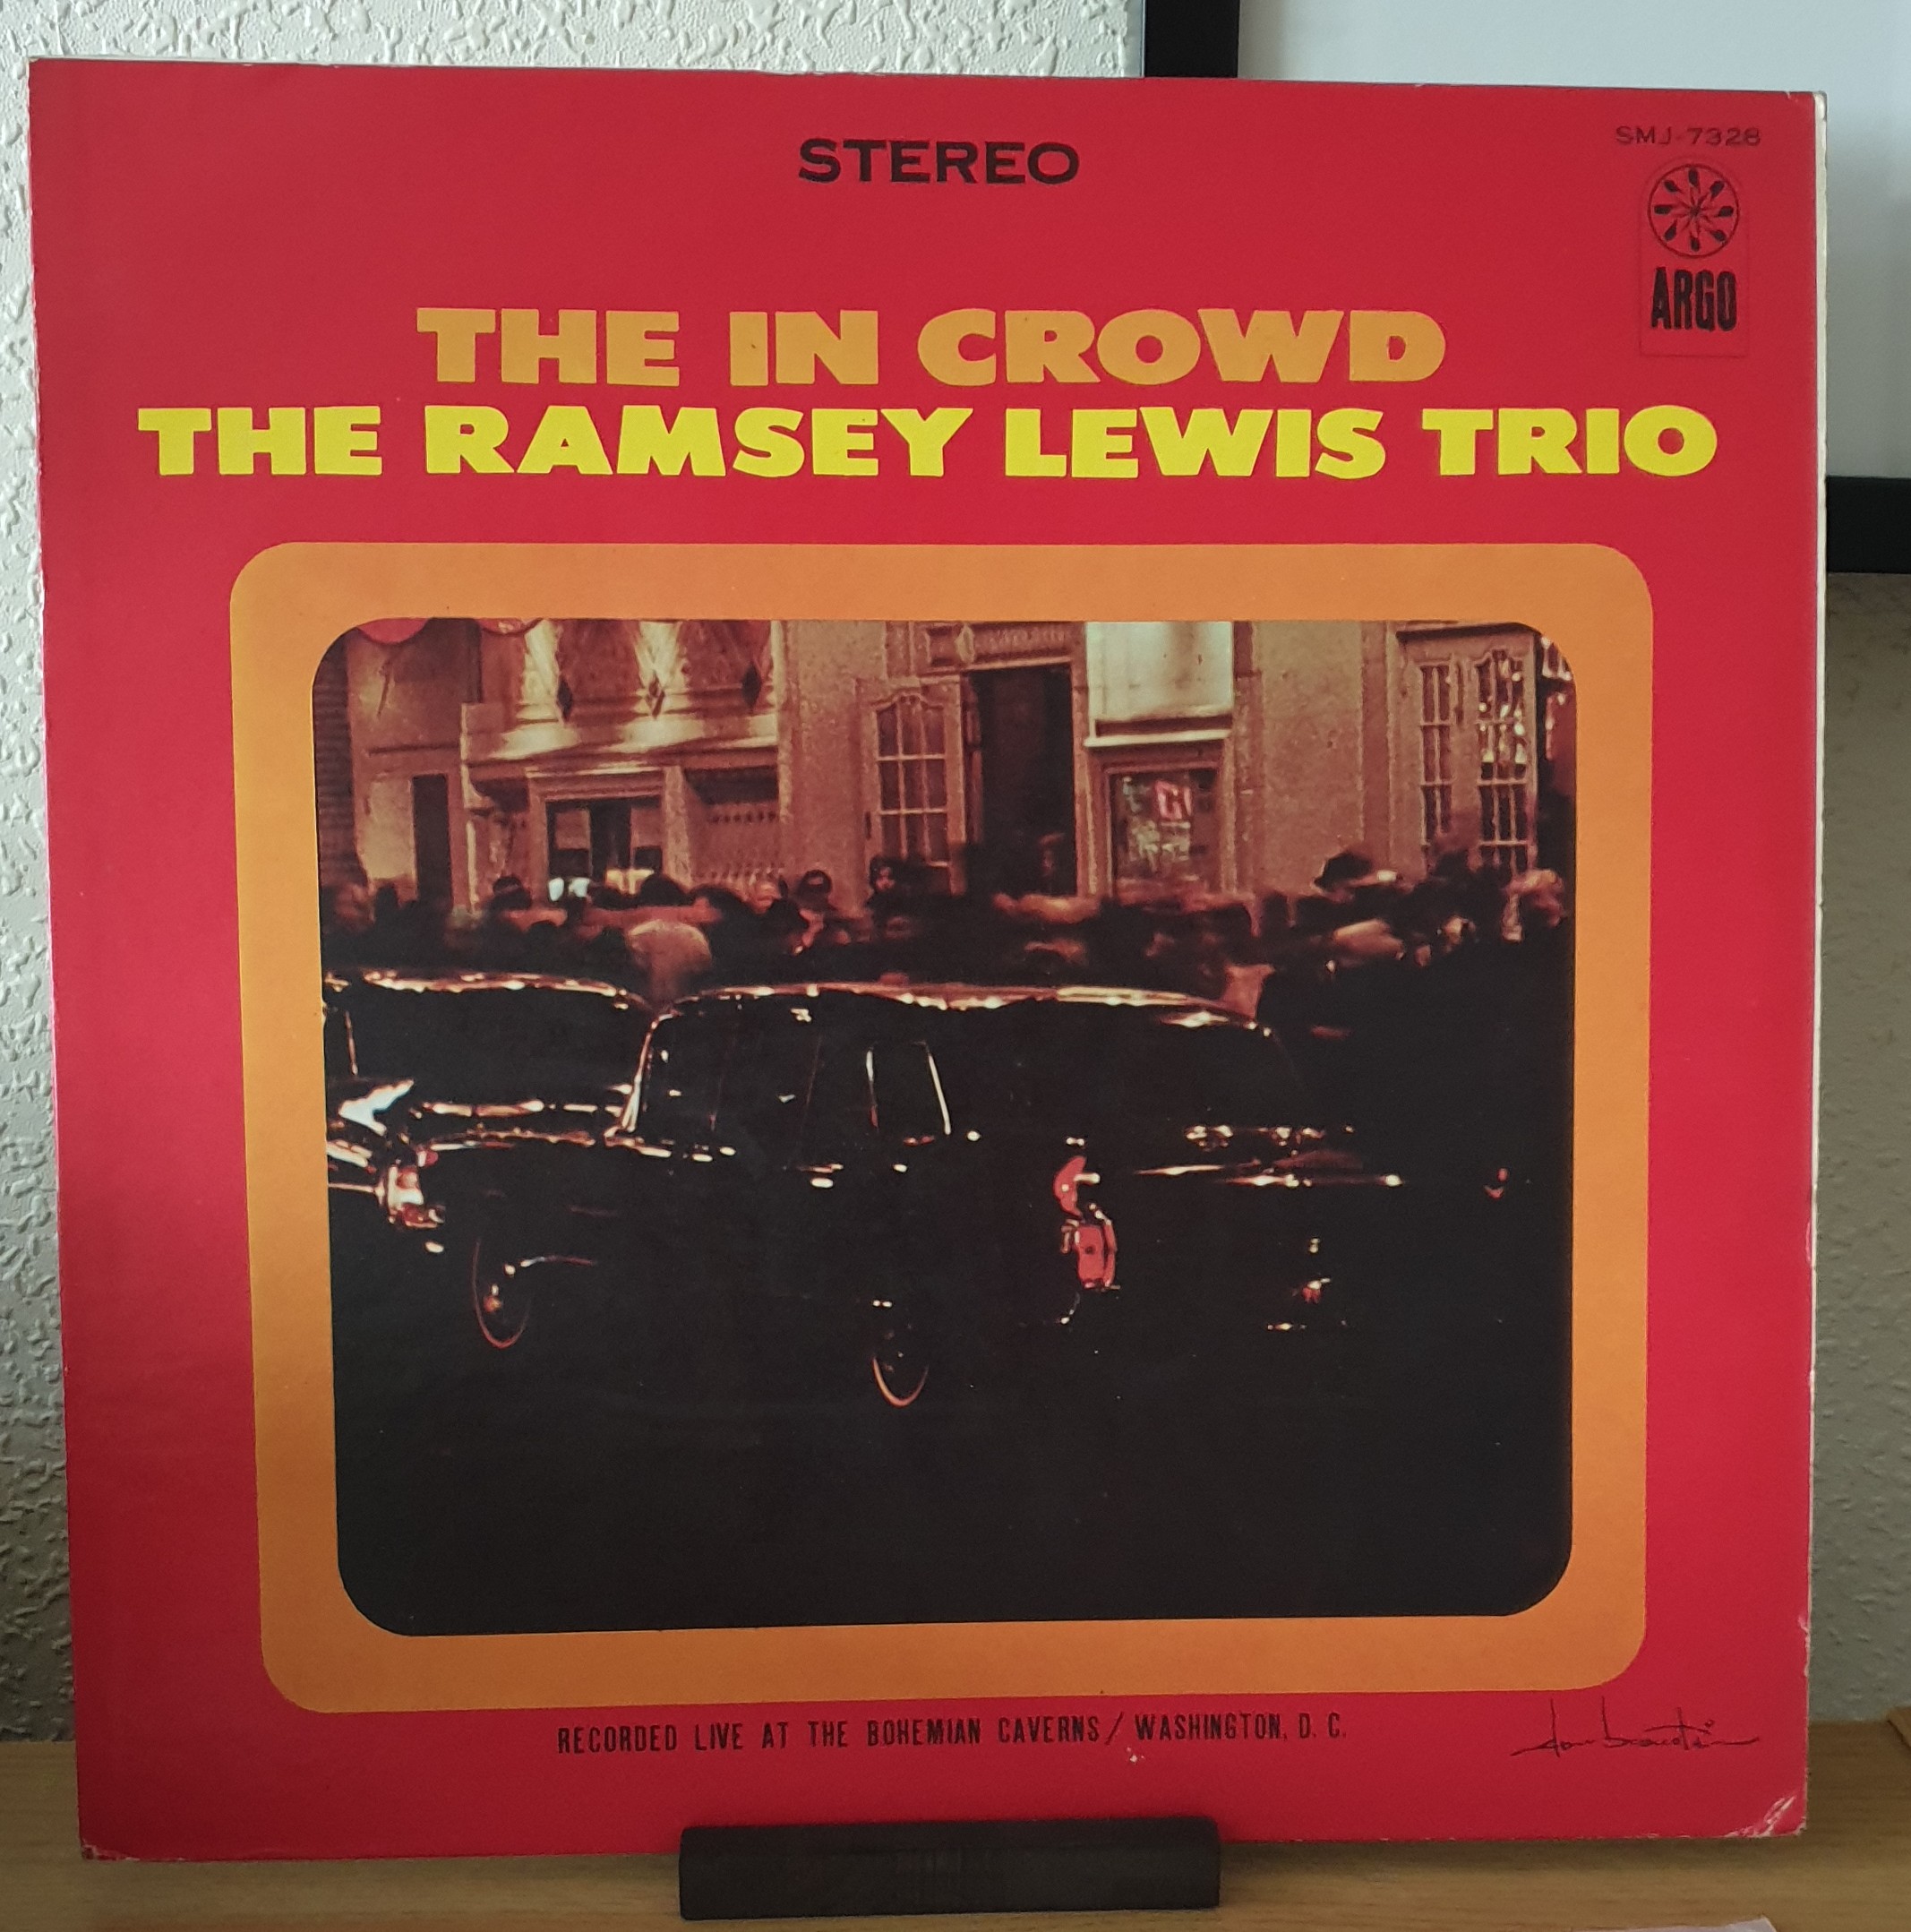 STEREO
SMJ-7328
ARGO
THE IN CROWD
THE RAMSEY LEWIS TRIO
RECORDED LIVE AT THE BOHEMIAN CAVERNS / WASHINGTON, D. C.